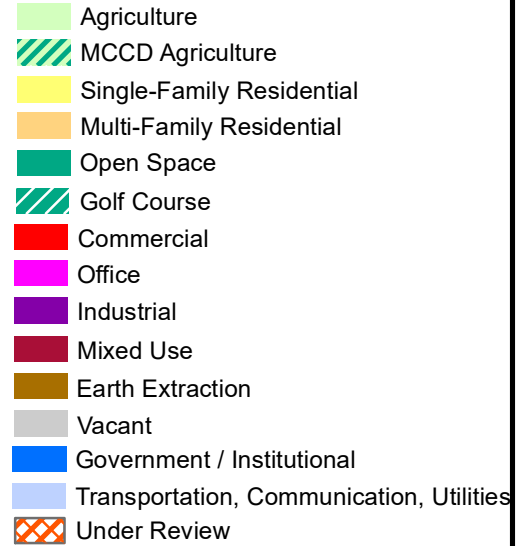 Agriculture
MCCD Agriculture
Single-Family Residential
Multi-Family Residential
Open Space
Golf Course
Commercial
Office
Industrial
Mixed Use
Earth Extraction
Vacant
Government / Institutional
Transportation, Communication, Utilities
Under Review